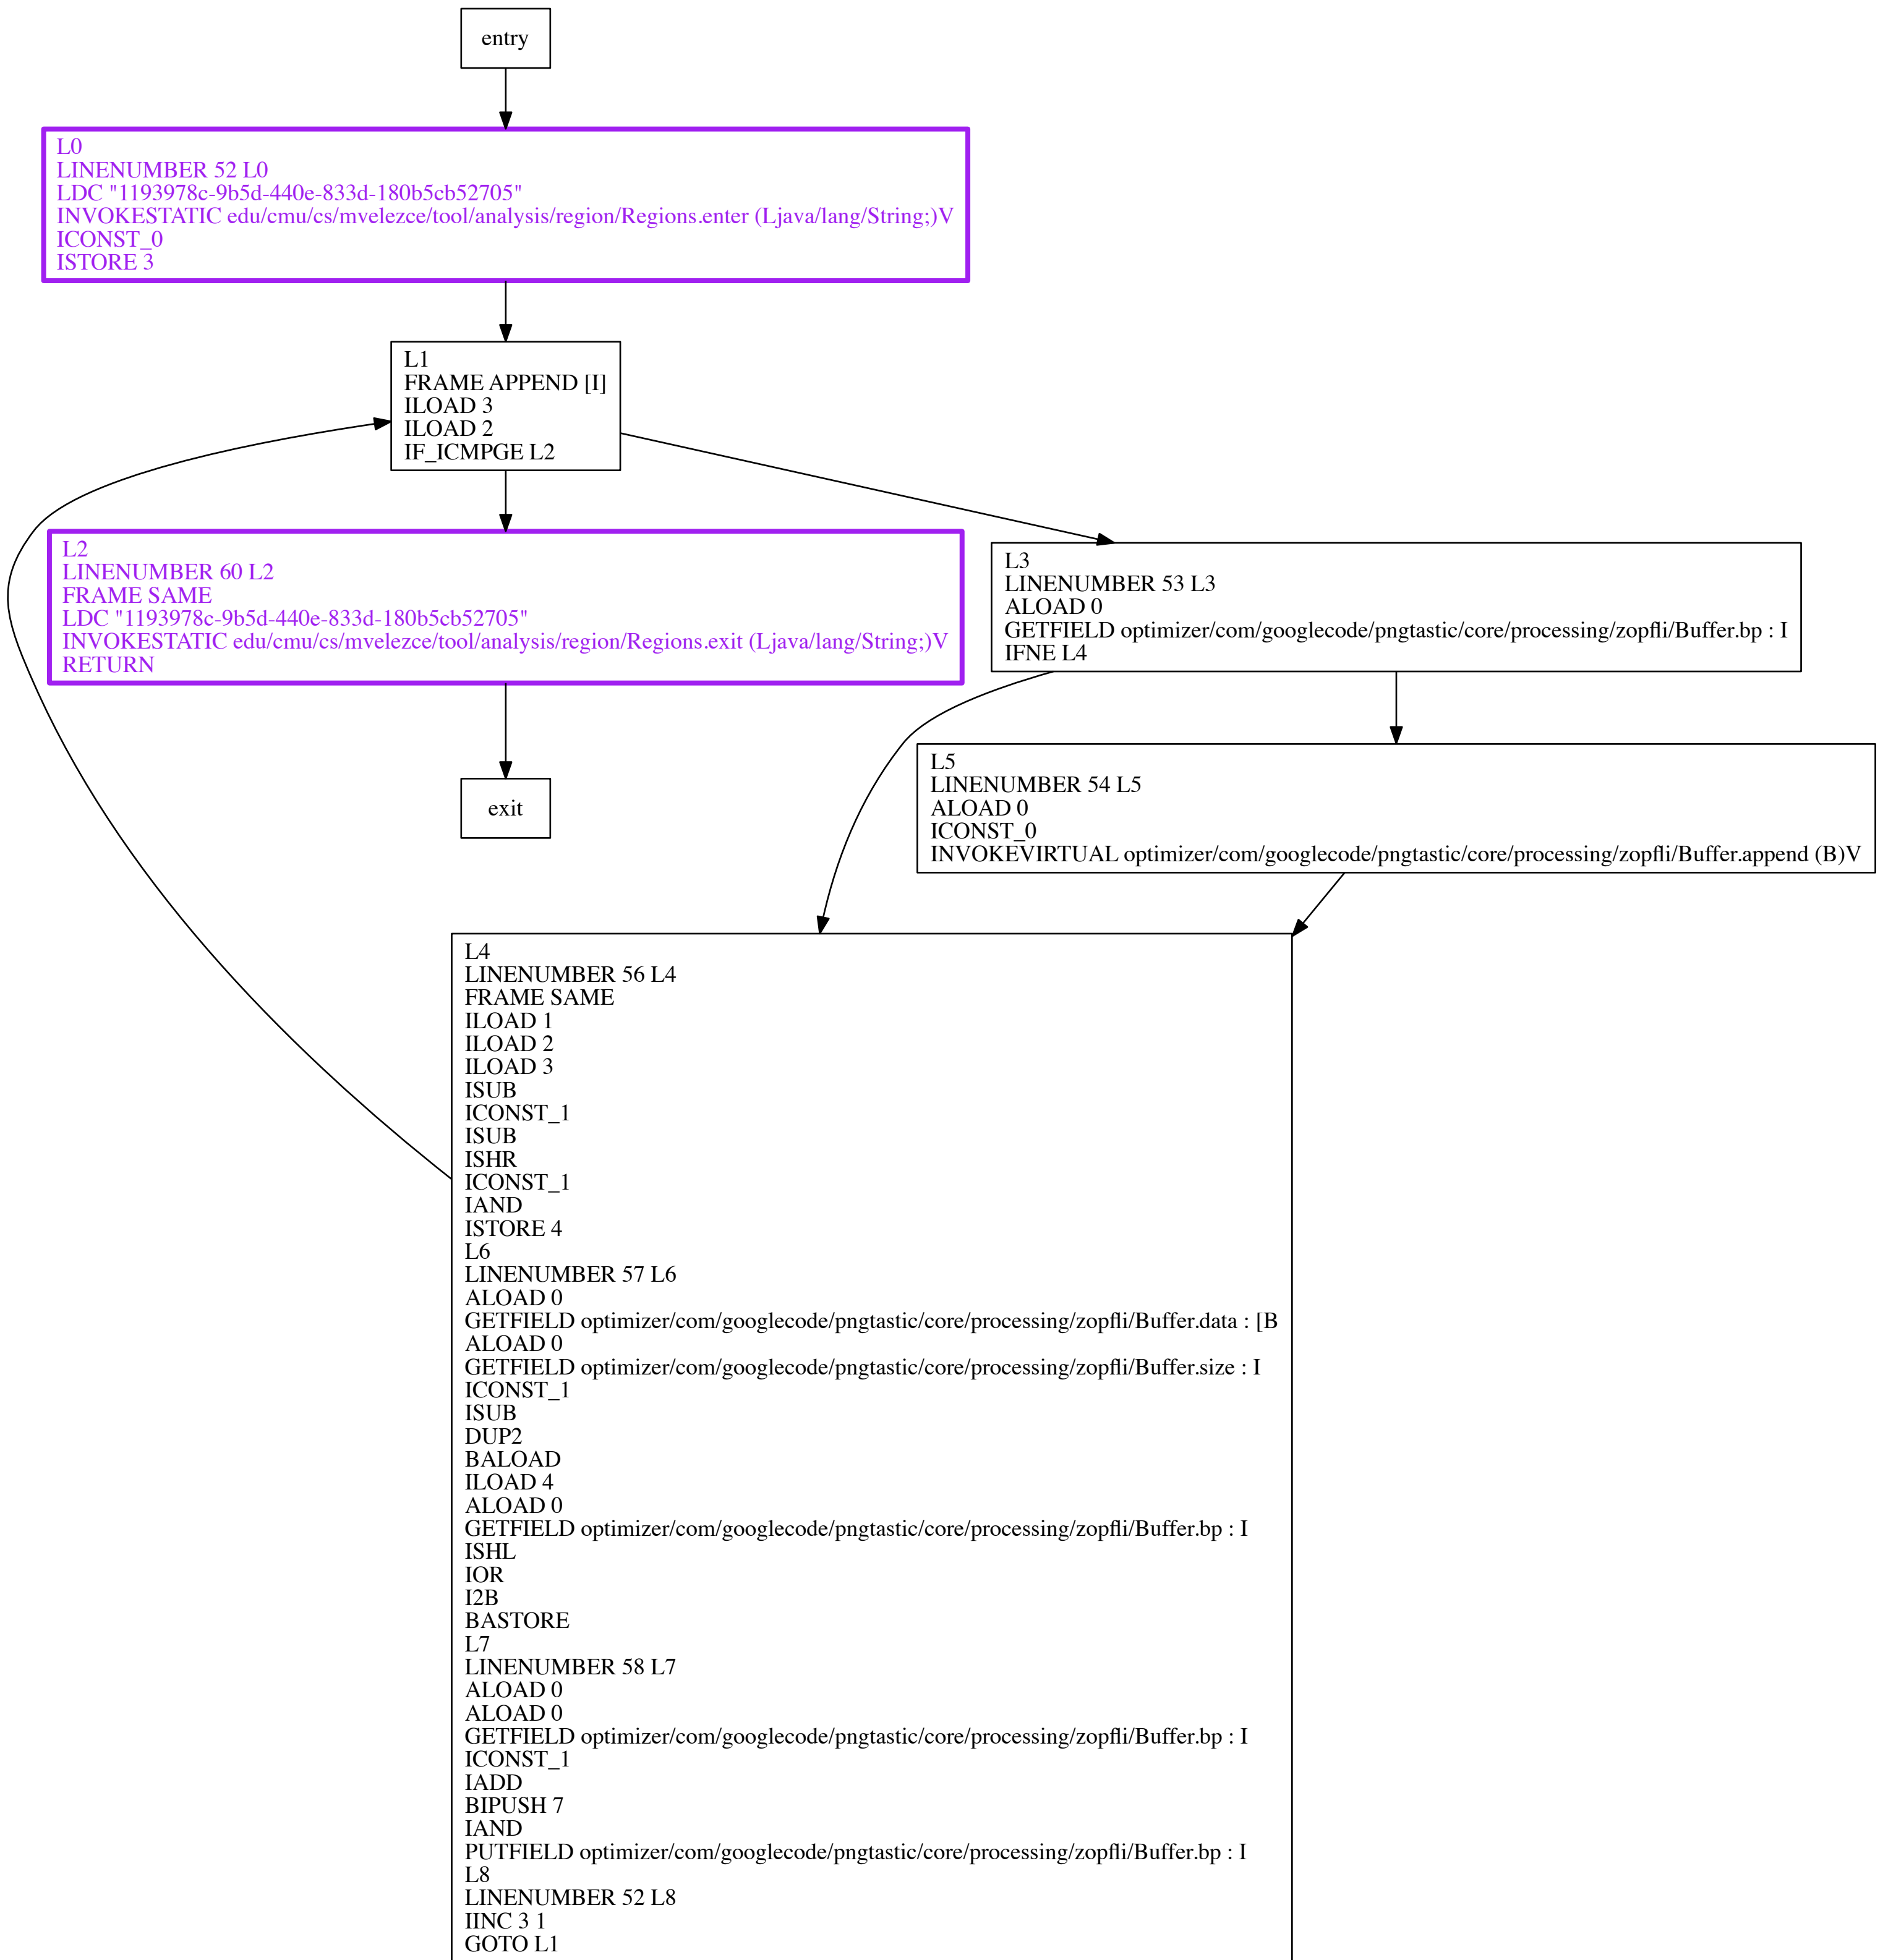 entry
L0
LINENUMBER 52 L0
LDC "1193978c-9b5d-440e-833d-180b5cb52705"
INVOKESTATIC edu/cmu/cs/mvelezce/tool/analysis/region/Regions.enter (Ljava/lang/String;)V
ICONST_0
ISTORE 3
L1
FRAME APPEND [I]
ILOAD 3
ILOAD 2
IF_ICMPGE L2
L2
LINENUMBER 60 L2
FRAME SAME
LDC "1193978c-9b5d-440e-833d-180b5cb52705"
INVOKESTATIC edu/cmu/cs/mvelezce/tool/analysis/region/Regions.exit (Ljava/lang/String;)V
RETURN
L3
LINENUMBER 53 L3
ALOAD 0
GETFIELD optimizer/com/googlecode/pngtastic/core/processing/zopfli/Buffer.bp : I
IFNE L4
exit
L5
LINENUMBER 54 L5
ALOAD 0
ICONST_0
INVOKEVIRTUAL optimizer/com/googlecode/pngtastic/core/processing/zopfli/Buffer.append (B)V
L4
LINENUMBER 56 L4
FRAME SAME
ILOAD 1
ILOAD 2
ILOAD 3
ISUB
ICONST_1
ISUB
ISHR
ICONST_1
IAND
ISTORE 4
L6
LINENUMBER 57 L6
ALOAD 0
GETFIELD optimizer/com/googlecode/pngtastic/core/processing/zopfli/Buffer.data : [B
ALOAD 0
GETFIELD optimizer/com/googlecode/pngtastic/core/processing/zopfli/Buffer.size : I
ICONST_1
ISUB
DUP2
BALOAD
ILOAD 4
ALOAD 0
GETFIELD optimizer/com/googlecode/pngtastic/core/processing/zopfli/Buffer.bp : I
ISHL
IOR
I2B
BASTORE
L7
LINENUMBER 58 L7
ALOAD 0
ALOAD 0
GETFIELD optimizer/com/googlecode/pngtastic/core/processing/zopfli/Buffer.bp : I
ICONST_1
IADD
BIPUSH 7
IAND
PUTFIELD optimizer/com/googlecode/pngtastic/core/processing/zopfli/Buffer.bp : I
L8
LINENUMBER 52 L8
IINC 3 1
GOTO L1